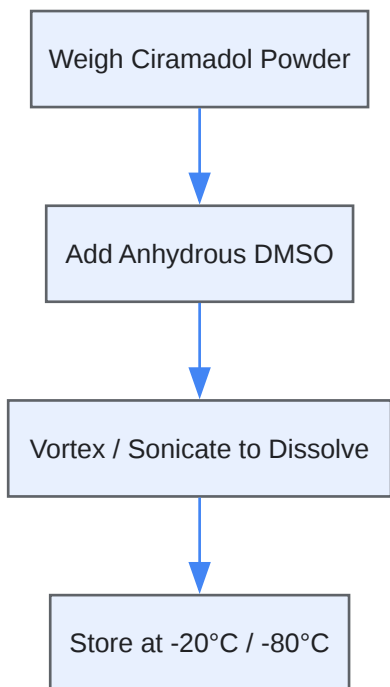 Weigh Ciramadol Powder
Add Anhydrous DMSO
Vortex / Sonicate to Dissolve
Store at -20°C / -80°C